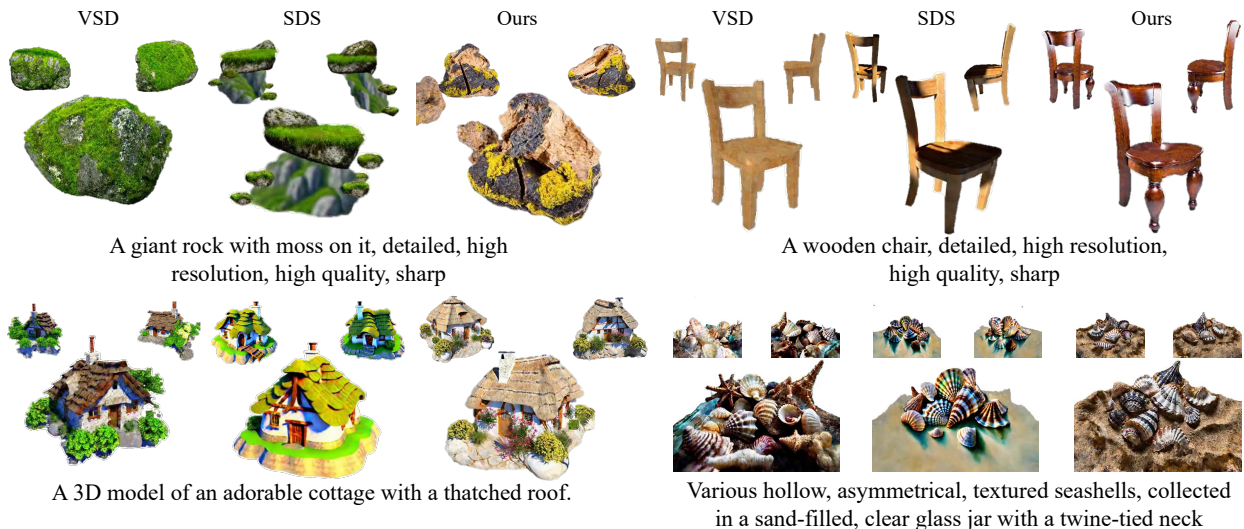 VSD SDS Ours
VSD SDS Ours
A giant rock with moss on it, detailed, high
resolution, high quality, sharp
A wooden chair, detailed, high resolution,
high quality, sharp
A 3D model of an adorable cottage with a thatched roof.
Various hollow, asymmetrical, textured seashells, collected
in a sand-filled, clear glass jar with a twine-tied neck